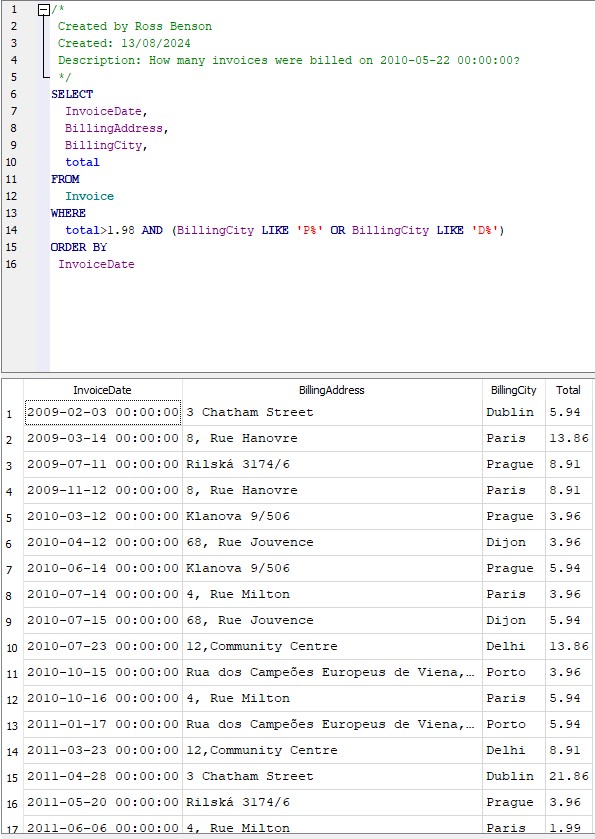 1 /*
2 Created by Ross Benson
3 Created: 13/08/2024
4 Description: How many invoices were billed on 2010-05-22 00:00:00?
5 */
6 SELECT
7 InvoiceDate,
8 BillingAddress,
9 BillingCity,
10 total
11 FROM
12 Invoice
13 WHERE
14 total>1.98 AND (BillingCity LIKE 'P%' OR BillingCity LIKE 'D%')
15 ORDER BY
16 InvoiceDate
InvoiceDate BillingAddress BillingCity Total
1 2009-02-03 00:00:00 3 Chatham Street Dublin 5.94
2 2009-03-14 00:00:00 8, Rue Hanovre Paris 13.86
3 2009-07-11 00:00:00 Rilská 3174/6 Prague 8.91
4 2009-11-12 00:00:00 8, Rue Hanovre Paris 8.91
5 2010-03-12 00:00:00 Klanova 9/506 Prague 3.96
6 2010-04-12 00:00:00 68, Rue Jouvence Dijon 3.96
7 2010-06-14 00:00:00 Klanova 9/506 Prague 5.94
8 2010-07-14 00:00:00 4, Rue Milton Paris 3.96
9 2010-07-15 00:00:00 68, Rue Jouvence Dijon 5.94
10 2010-07-23 00:00:00 12,Community Centre Delhi 13.86
11 2010-10-15 00:00:00 Rua dos Campeões Europeus de Viena,… Porto 3.96
12 2010-10-16 00:00:00 4, Rue Milton Paris 5.94
13 2011-01-17 00:00:00 Rua dos Campeões Europeus de Viena,… Porto 5.94
14 2011-03-23 00:00:00 12,Community Centre Delhi 8.91
15 2011-04-28 00:00:00 3 Chatham Street Dublin 21.86
16 2011-05-20 00:00:00 Rilská 3174/6 Prague 3.96
17 2011-06-06 00:00:00 4, Rue Milton Paris 1.99